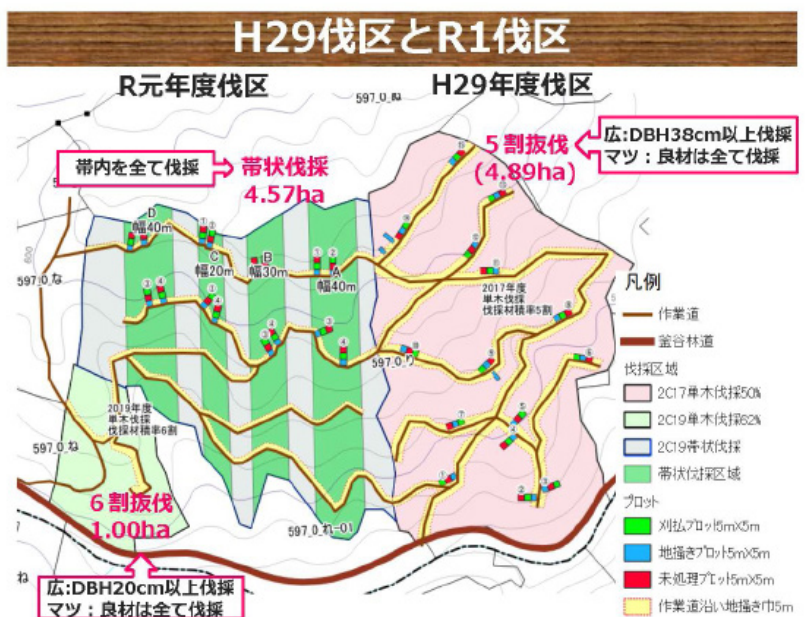 H29伐区とR1伐区
R元年度伐区
H29年度伐区
597_0_ぬ
帯内を全て伐採
帯状伐採
4.57ha
5割抜伐
(4.89ha)
広:DBH38cm以上伐採
マツ：良材は全て伐採
D
幅40m
C
幅20m
B
幅30m
A
幅40m
600
597_0_な
2017年度
単木伐採
伐採材積率5割
597_0_り
2019年度
単木伐採
伐採材積率6割
597_0_ね
6割抜伐
1.00ha
597_0_れ-01
ね
広:DBH20cm以上伐採
マツ：良材は全て伐採
凡例
作業道
釜谷林道
伐採区域
2C17単木伐採50%
2C19単木伐採62%
2C19帯状伐採
帯状伐採区域
プロット
刈払プロット5mX5m
地掻きプロット5mX5m
未処理プロット5mX5m
作業道沿い地掻き巾5m